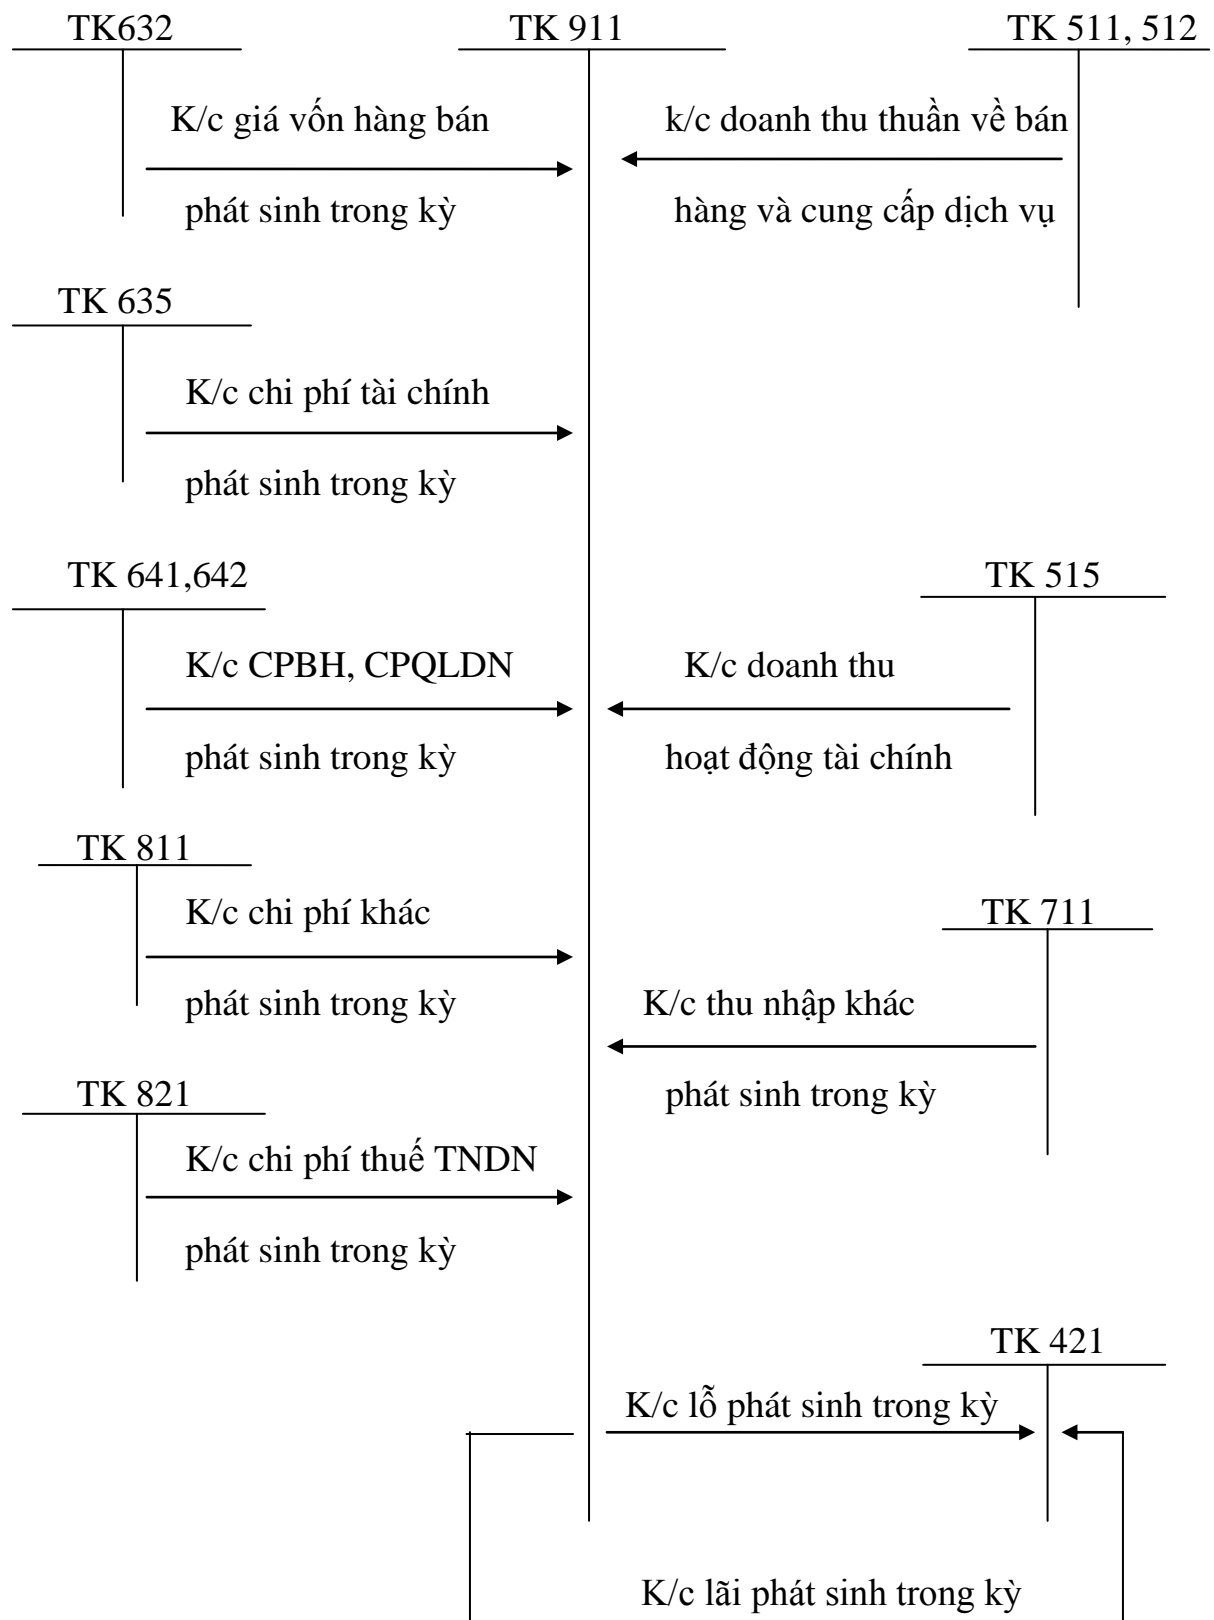 TK632
TK 911
TK 511, 512
K/c giá vốn hàng bán
phát sinh trong kỳ
k/c doanh thu thuần về bán
hàng và cung cấp dịch vụ
TK 635
K/c chi phí tài chính
phát sinh trong kỳ
TK 641,642
K/c CPBH, CPQLDN
phát sinh trong kỳ
TK 515
K/c doanh thu
hoạt động tài chính
TK 811
K/c chi phí khác
phát sinh trong kỳ
TK 711
K/c thu nhập khác
phát sinh trong kỳ
TK 821
K/c chi phí thuế TNDN
phát sinh trong kỳ
TK 421
K/c lỗ phát sinh trong kỳ
K/c lãi phát sinh trong kỳ